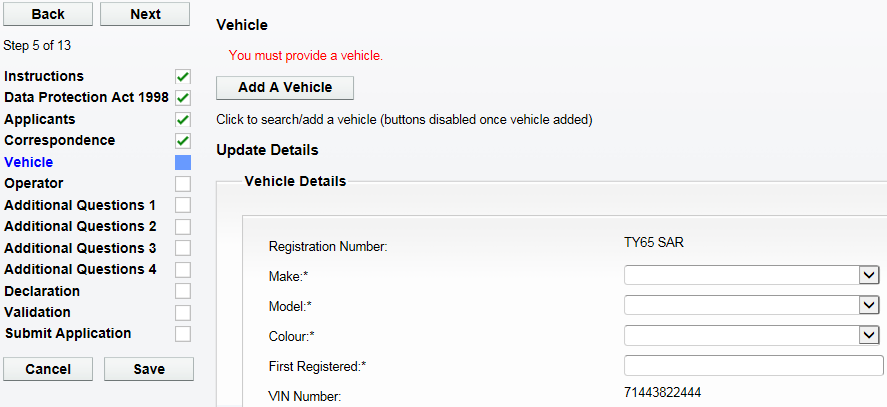 Back Next
Step 5 of 13
Instructions
Data Protection Act 1998
Applicants
Correspondence
Vehicle
Operator
Additional Questions 1
Additional Questions 2
Additional Questions 3
Additional Questions 4
Declaration
Validation
Submit Application
Cancel Save
Vehicle
You must provide a vehicle.
Add A Vehicle
Click to search/add a vehicle (buttons disabled once vehicle added)
Update Details
Vehicle Details
Registration Number: TY65 SAR
Make:*
Model:*
Colour:*
First Registered:*
VIN Number: 71443822444